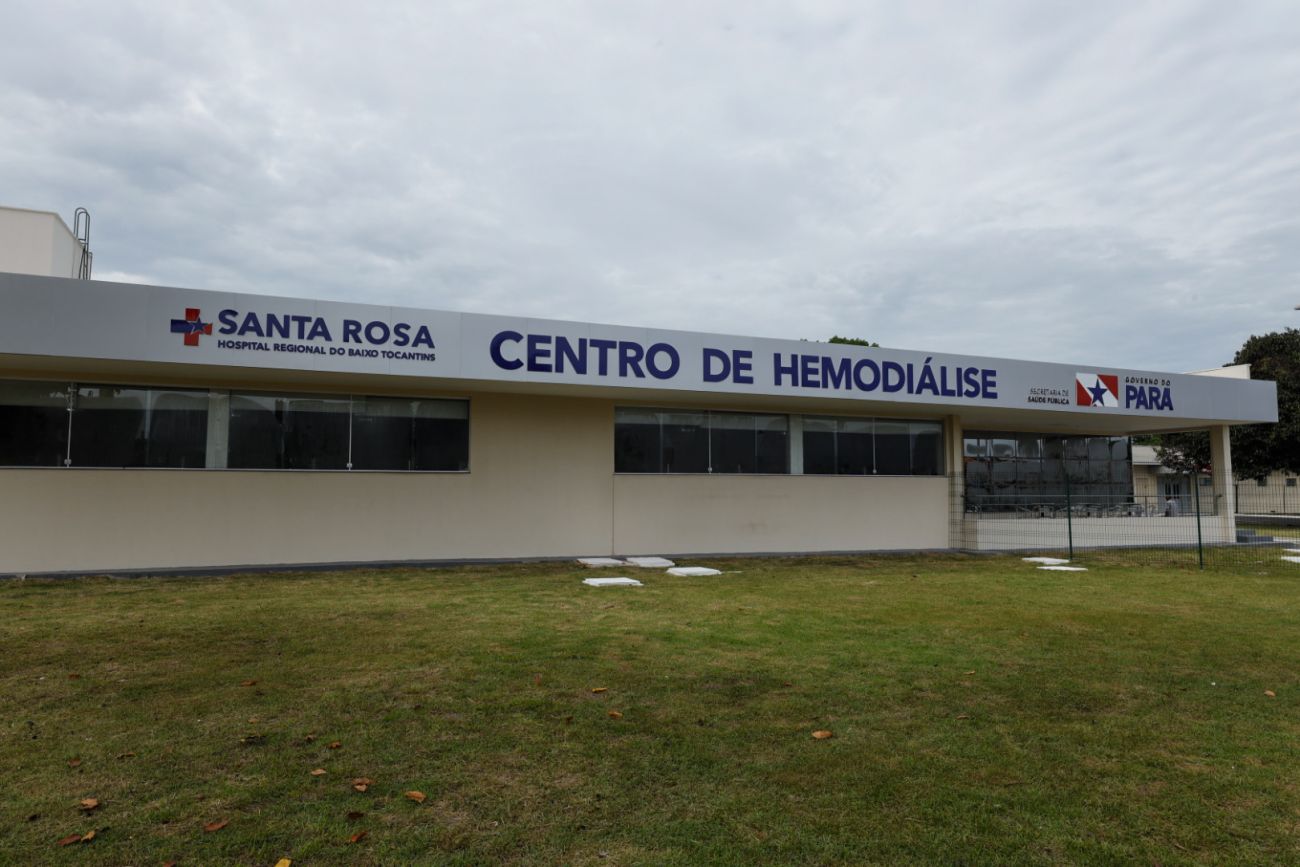 SANTA ROSA
HOSPITAL REGIONAL DO BAIXO TOCANTINS
CENTRO DE HEMODIÁLISE
SECRETARIA DE
SAÚDE PÚBLICA
GOVERNO DO
PARÁ